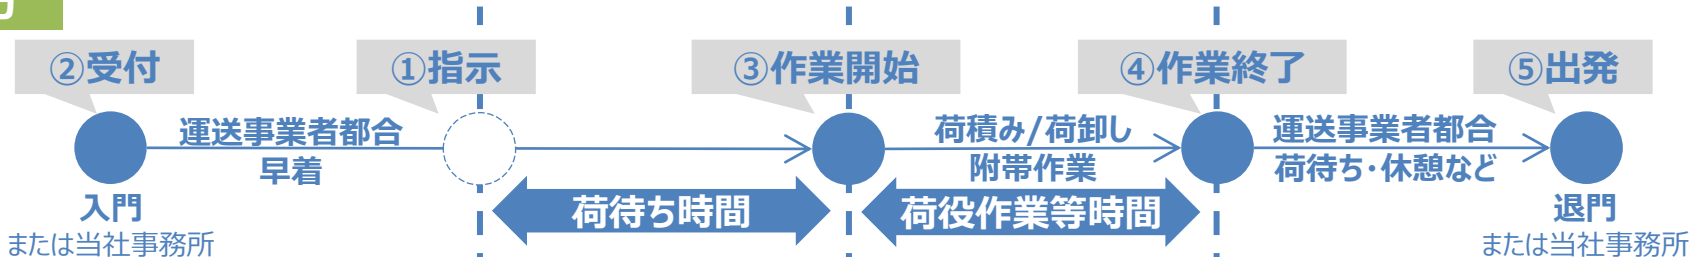 ②受付
①指示
③作業開始
④作業終了
⑤出発
運送事業者都合
早着
荷積み/荷卸し
附帯作業
運送事業者都合
荷待ち・休憩など
荷待ち時間
荷役作業等時間
入門
または当社事務所
退門
または当社事務所